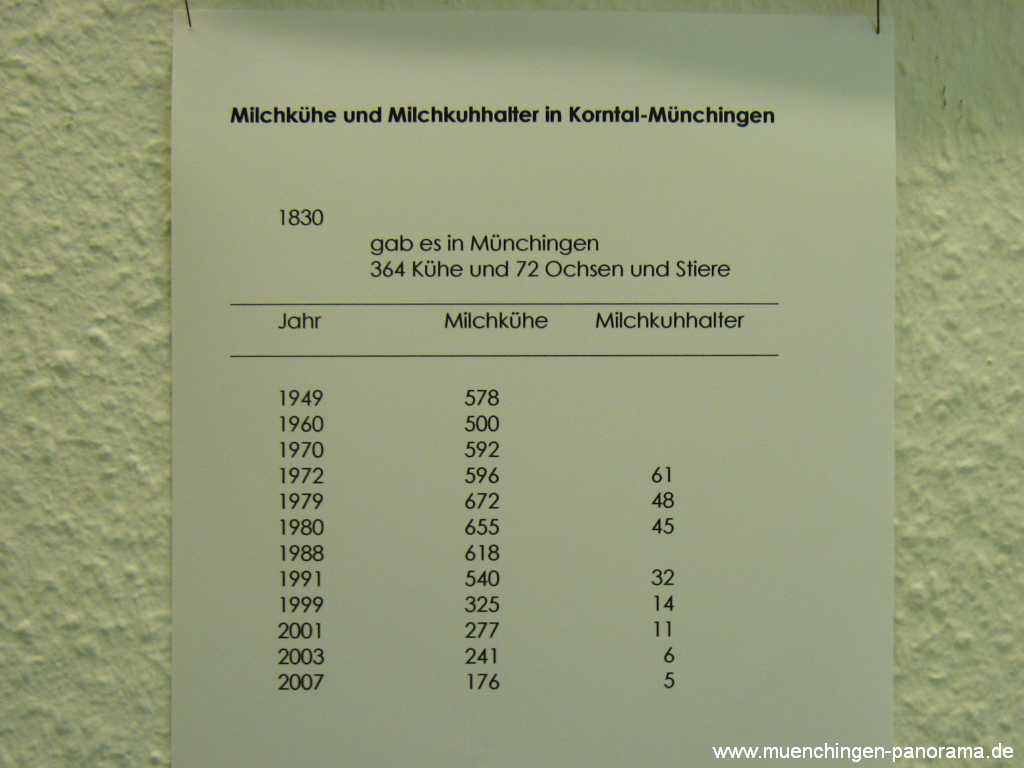 Milchkühe und Milchkuhhalter in Korntal-Münchingen
1830
gab es in Münchingen
364 Kühe und 72 Ochsen und Stiere
Jahr Milchkühe Milchkuhhalter
1949 578
1960 500
1970 592
1972 596 61
1979 672 48
1980 655 45
1988 618
1991 540 32
1999 325 14
2001 277 11
2003 241 6
2007 176 5
www.muenchingen-panorama.de